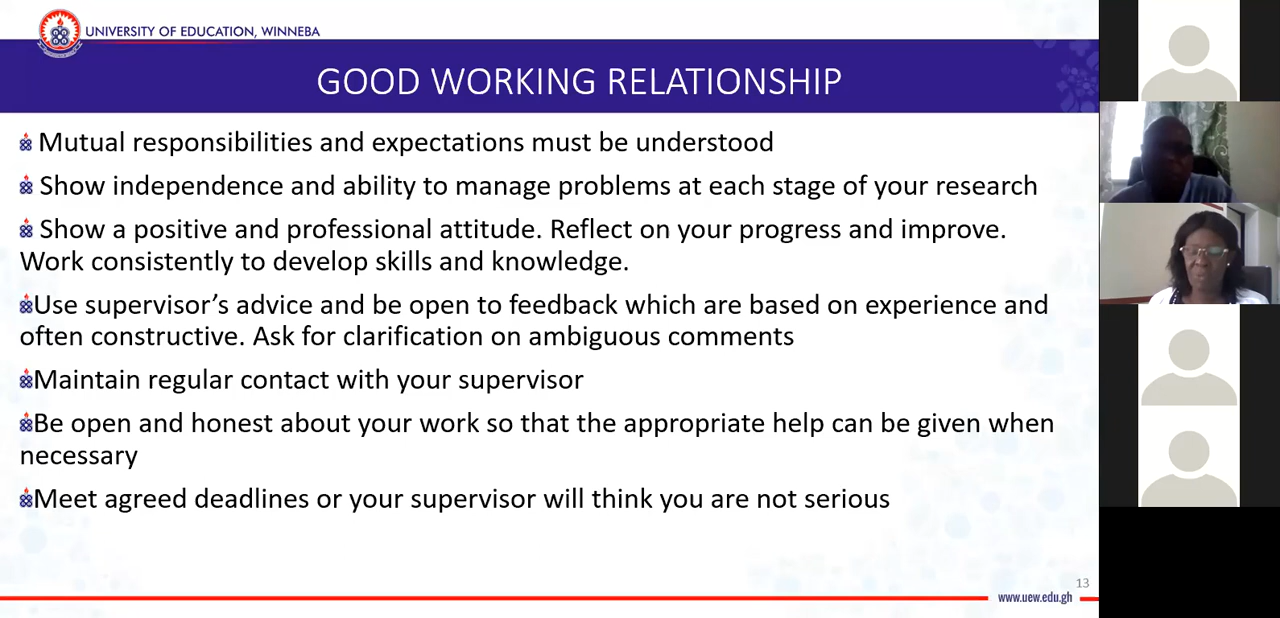 UNIVERSITY OF EDUCATION, WINNEBA
GOOD WORKING RELATIONSHIP
Mutual responsibilities and expectations must be understood
Show independence and ability to manage problems at each stage of your research
Show a positive and professional attitude. Reflect on your progress and improve.
Work consistently to develop skills and knowledge.
Use supervisor’s advice and be open to feedback which are based on experience and
often constructive. Ask for clarification on ambiguous comments
Maintain regular contact with your supervisor
Be open and honest about your work so that the appropriate help can be given when
necessary
Meet agreed deadlines or your supervisor will think you are not serious
13
www.uew.edu.gh